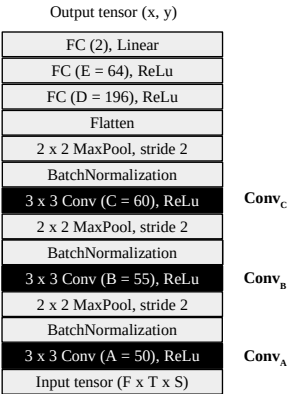 Output tensor (x, y)
FC (2), Linear
FC (E = 64), ReLu
FC (D = 196), ReLu
Flatten
2 x 2 MaxPool, stride 2
BatchNormalization
3 x 3 Conv (C = 60), ReLu Conv_C
2 x 2 MaxPool, stride 2
BatchNormalization
3 x 3 Conv (B = 55), ReLu Conv_B
2 x 2 MaxPool, stride 2
BatchNormalization
3 x 3 Conv (A = 50), ReLu Conv_A
Input tensor (F x T x S)